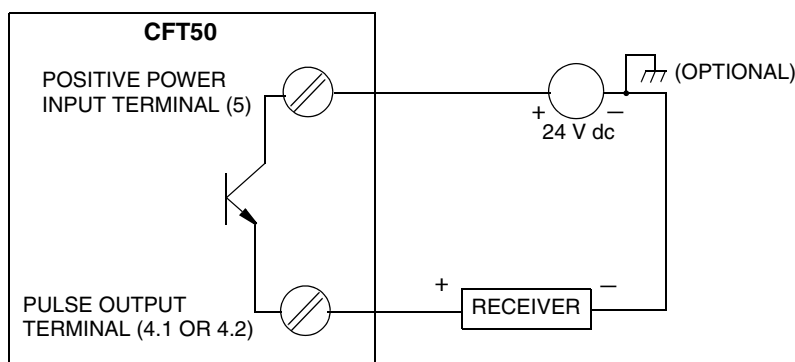 CFT50
POSITIVE POWER
INPUT TERMINAL (5)
(OPTIONAL)
+ –
24 V dc
PULSE OUTPUT
TERMINAL (4.1 OR 4.2)
+ –
RECEIVER